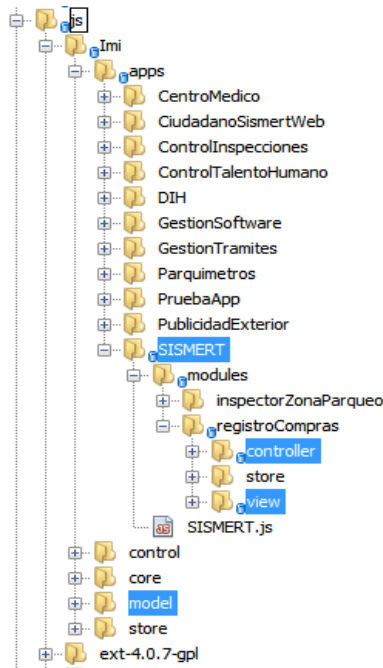 js
Imi
apps
CentroMedico
CiudadanoSismertWeb
ControlInspecciones
ControlTalentoHumano
DIH
GestionSoftware
GestionTramites
Parquimetros
PruebaApp
PublicidadExterior
SISMERT
modules
inspectorZonaParqueo
registroCompras
controller
store
view
SISMERT.js
control
core
model
store
ext-4.0.7-gpl